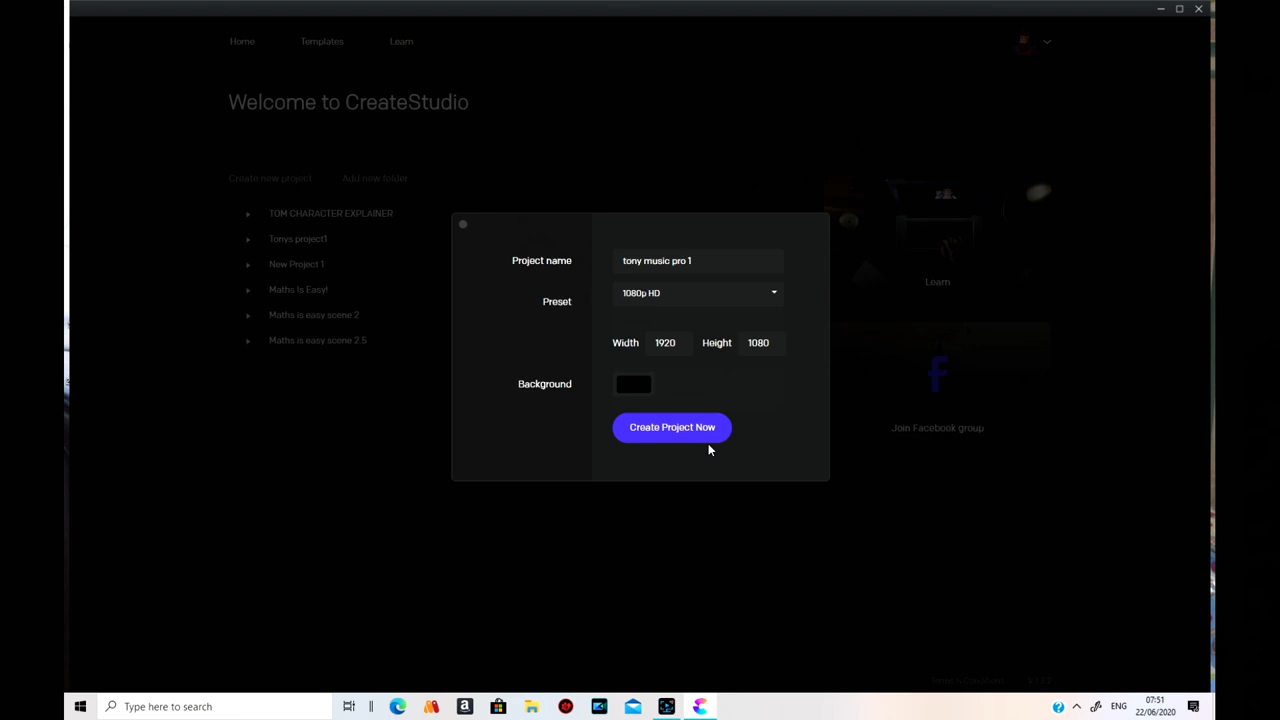 Home
Templates
Learn
Welcome to CreateStudio
Create new project
Add new folder
TOM CHARACTER EXPLAINER
Tonys project1
New Project 1
Maths Is Easy!
Maths is easy scene 2
Maths is easy scene 2.5
Project name
tony music pro 1
Preset
1080p HD
Width
1920
Height
1080
Background
Create Project Now
Learn
Join Facebook group
Type here to search
ENG
07:51
22/06/2020